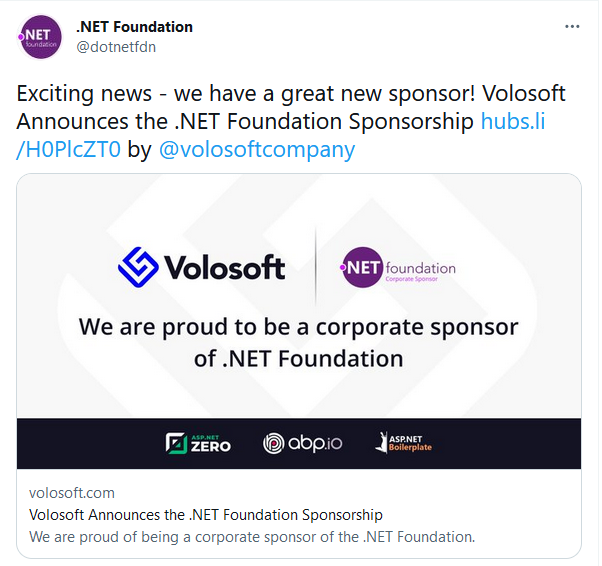 .NET
foundation
.NET Foundation
@dotnetfdn
Exciting news - we have a great new sponsor! Volosoft
Announces the .NET Foundation Sponsorship hubs.li
/H0PlcZT0 by @volosoftcompany
Volosoft
.NET foundation
Corporate Sponsor
We are proud to be a corporate sponsor
of .NET Foundation
ASP.NET
ZERO
abp.io
ASP.NET
Boilerplate
volosoft.com
Volosoft Announces the .NET Foundation Sponsorship
We are proud of being a corporate sponsor of the .NET Foundation.